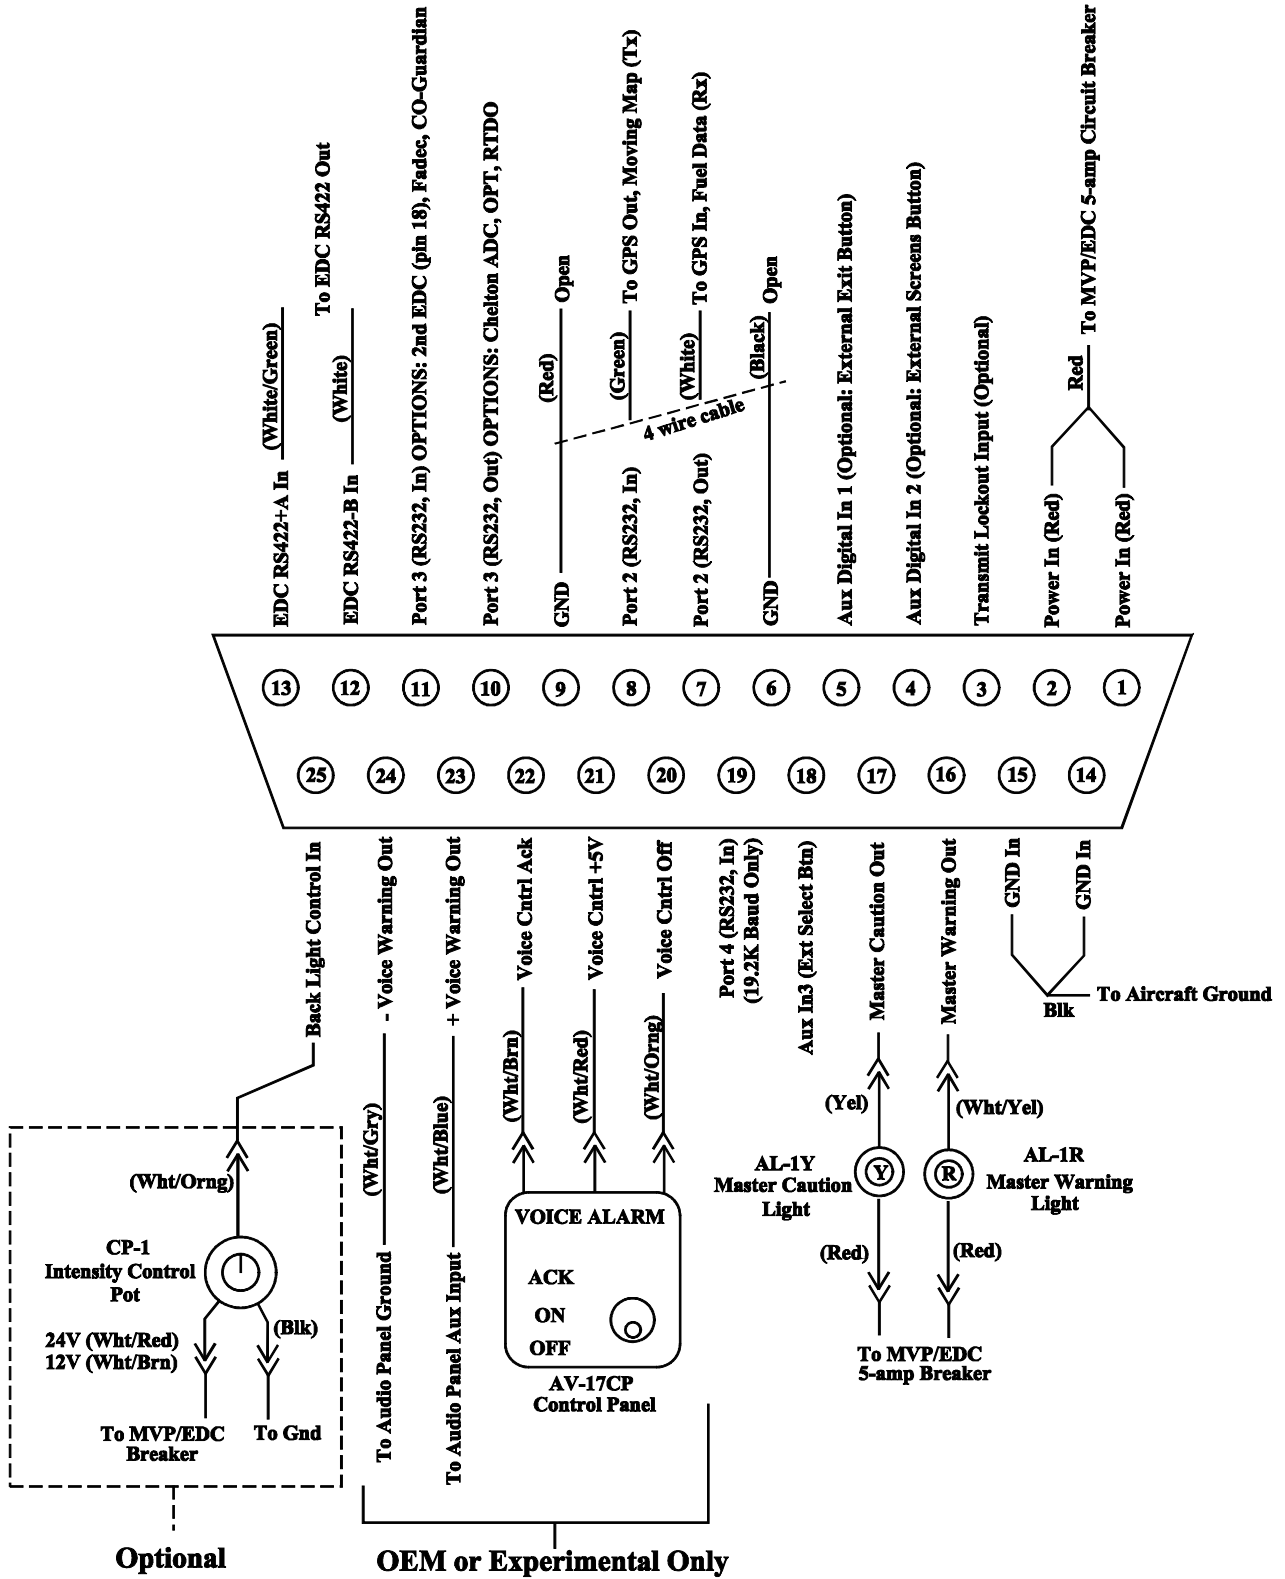 (White/Green)
EDC RS422+A In
To EDC RS422 Out
(White)
EDC RS422-B In
Port 3 (RS232, In) OPTIONS: 2nd EDC (pin 18), Fadec, CO-Guardian
Port 3 (RS232, Out) OPTIONS: Chelton ADC, OPT, RTDO
Open
(Red)
GND
To GPS Out, Moving Map (Tx)
(Green)
Port 2 (RS232, In)
To GPS In, Fuel Data (Rx)
(White)
Port 2 (RS232, Out)
Open
(Black)
GND
4 wire cable
Aux Digital In 1 (Optional: External Exit Button)
Aux Digital In 2 (Optional: External Screens Button)
Transmit Lockout Input (Optional)
To MVP/EDC 5-amp Circuit Breaker
Red
Power In (Red)
Power In (Red)
13 12 11 10 9 8 7 6 5 4 3 2 1
25 24 23 22 21 20 19 18 17 16 15 14
Back Light Control In
- Voice Warning Out
(Wht/Gry)
To Audio Panel Ground
+ Voice Warning Out
(Wht/Blue)
To Audio Panel Aux Input
Voice Cntrl Ack
(Wht/Brn)
Voice Cntrl +5V
(Wht/Red)
Voice Cntrl Off
(Wht/Orng)
Port 4 (RS232, In)
(19.2K Baud Only)
Aux In3 (Ext Select Btn)
Master Caution Out
Master Warning Out
GND In
GND In
To Aircraft Ground
Blk
(Yel)
(Wht/Yel)
AL-1Y
Master Caution
Light
Y
R
AL-1R
Master Warning
Light
(Red)
(Red)
To MVP/EDC
5-amp Breaker
(Wht/Orng)
CP-1
Intensity Control
Pot
24V (Wht/Red)
12V (Wht/Brn)
(Blk)
To MVP/EDC
Breaker
To Gnd
VOICE ALARM
ACK
ON
OFF
AV-17CP
Control Panel
Optional
OEM or Experimental Only